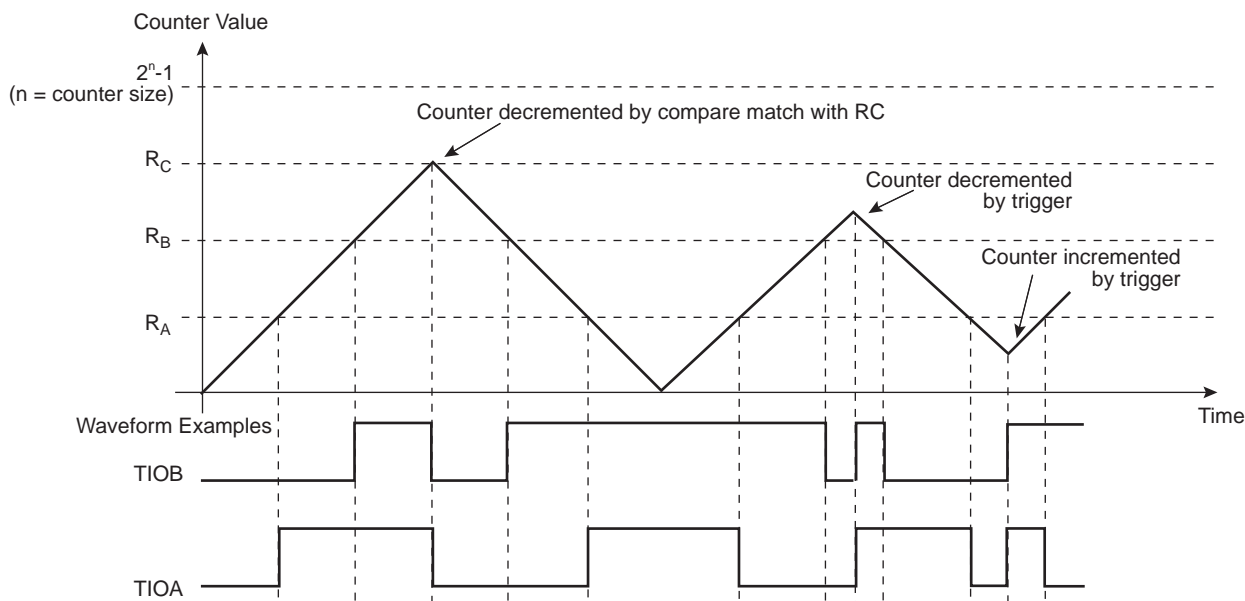 Counter Value
2ⁿ-1
(n = counter size)
Counter decremented by compare match with RC
R_C
Counter decremented
by trigger
R_B
Counter incremented
by trigger
R_A
Time
Waveform Examples
TIOB
TIOA